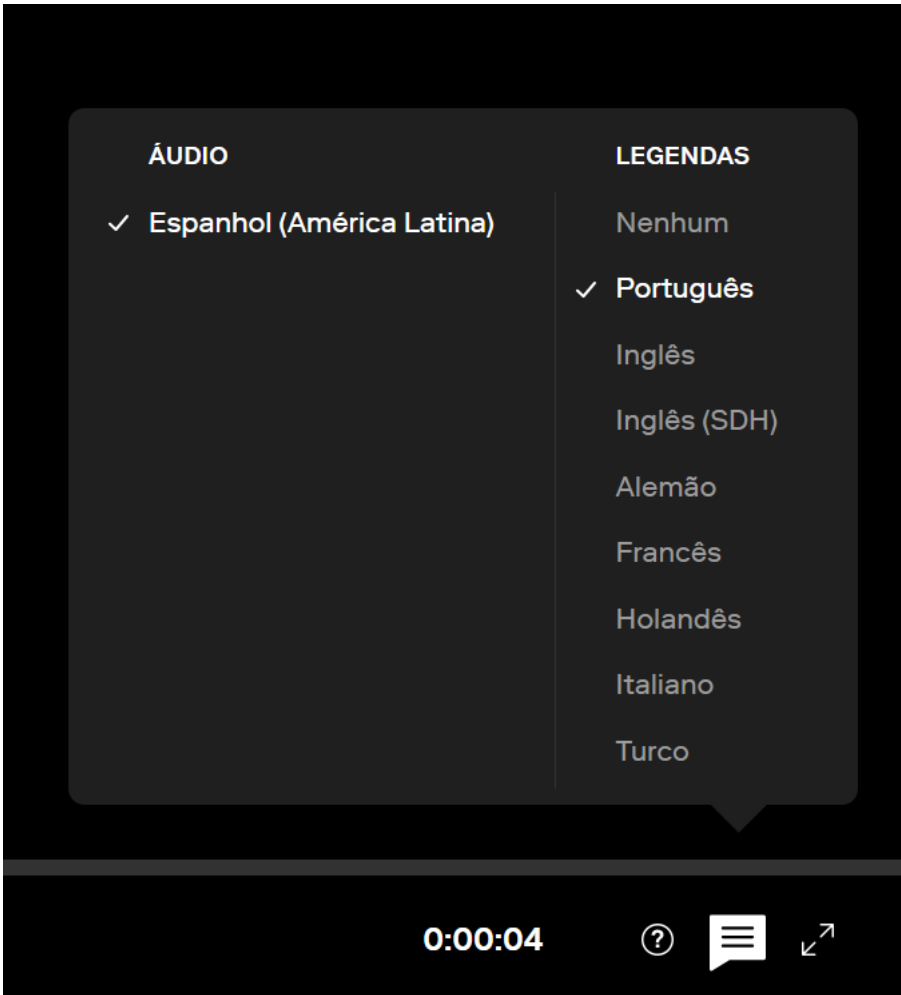 ÁUDIO
Espanhol (América Latina)
LEGENDAS
Nenhum
Português
Inglês
Inglês (SDH)
Alemão
Francês
Holandês
Italiano
Turco
0:00:04
?